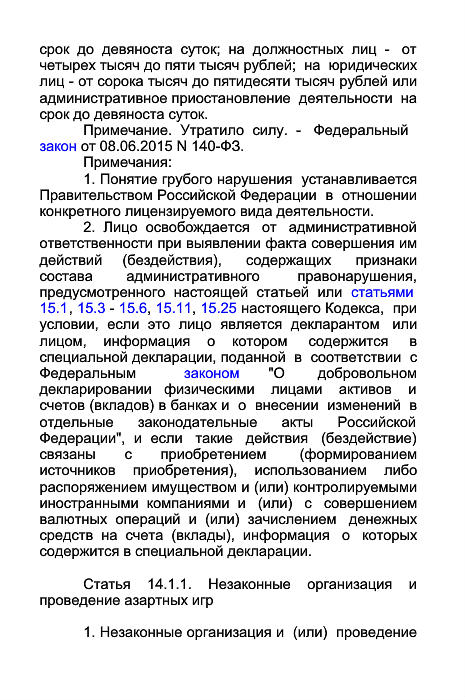 срок до девяноста суток; на должностных лиц - от
четырех тысяч до пяти тысяч рублей; на юридических
лиц - от сорока тысяч до пятидесяти тысяч рублей или
административное приостановление деятельности на
срок до девяноста суток.
Примечание. Утратило силу. - Федеральный
закон от 08.06.2015 N 140-ФЗ.
Примечания:
1. Понятие грубого нарушения устанавливается
Правительством Российской Федерации в отношении
конкретного лицензируемого вида деятельности.
2. Лицо освобождается от административной
ответственности при выявлении факта совершения им
действий (бездействия), содержащих признаки
состава административного правонарушения,
предусмотренного настоящей статьей или статьями
15.1, 15.3 - 15.6, 15.11, 15.25 настоящего Кодекса, при
условии, если это лицо является декларантом или
лицом, информация о котором содержится в
специальной декларации, поданной в соответствии с
Федеральным законом "О добровольном
декларировании физическими лицами активов и
счетов (вкладов) в банках и о внесении изменений в
отдельные законодательные акты Российской
Федерации", и если такие действия (бездействие)
связаны с приобретением (формированием
источников приобретения), использованием либо
распоряжением имуществом и (или) контролируемыми
иностранными компаниями и (или) с совершением
валютных операций и (или) зачислением денежных
средств на счета (вклады), информация о которых
содержится в специальной декларации.
Статья 14.1.1. Незаконные организация и
проведение азартных игр
1. Незаконные организация и (или) проведение